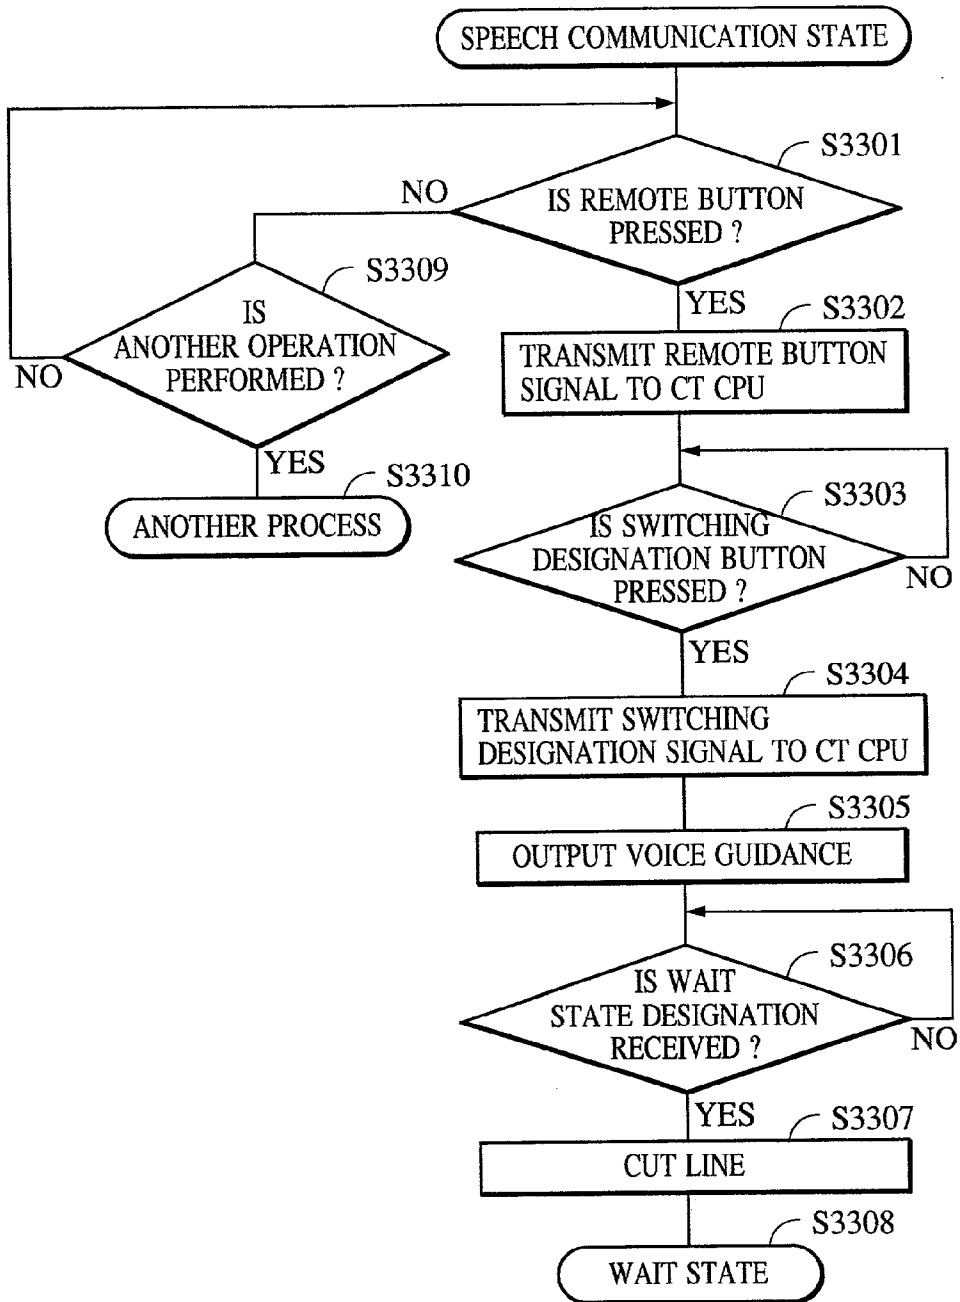 SPEECH COMMUNICATION STATE
S3301
NO
IS REMOTE BUTTON
PRESSED ?
YES
S3302
TRANSMIT REMOTE BUTTON
SIGNAL TO CT CPU
S3309
IS
ANOTHER OPERATION
PERFORMED ?
NO
YES
S3310
ANOTHER PROCESS
S3303
IS SWITCHING
DESIGNATION BUTTON
PRESSED ?
NO
YES
S3304
TRANSMIT SWITCHING
DESIGNATION SIGNAL TO CT CPU
S3305
OUTPUT VOICE GUIDANCE
S3306
IS WAIT
STATE DESIGNATION
RECEIVED ?
NO
YES
S3307
CUT LINE
S3308
WAIT STATE